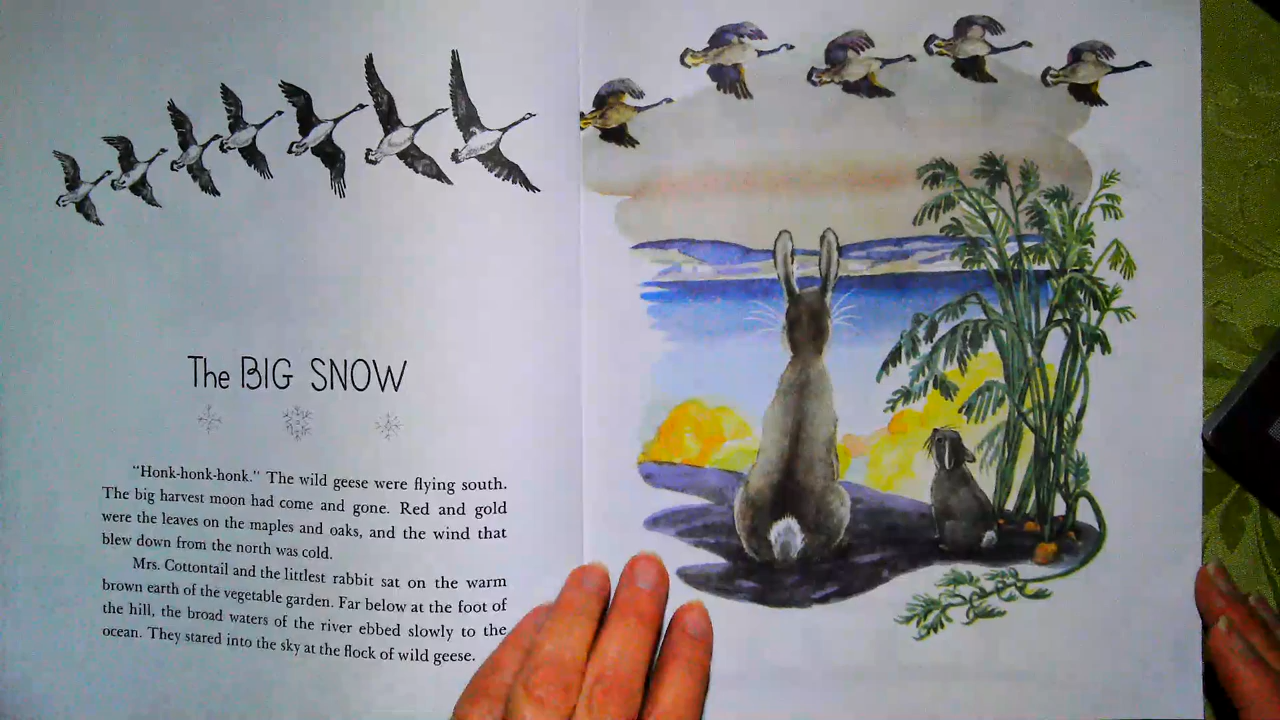 The BIG SNOW
"Honk-honk-honk." The wild geese were flying south.
The big harvest moon had come and gone. Red and gold
were the leaves on the maples and oaks, and the wind that
blew down from the north was cold.
Mrs. Cottontail and the littlest rabbit sat on the warm
brown earth of the vegetable garden. Far below at the foot of
the hill, the broad waters of the river ebbed slowly to the
ocean. They stared into the sky at the flock of wild geese.